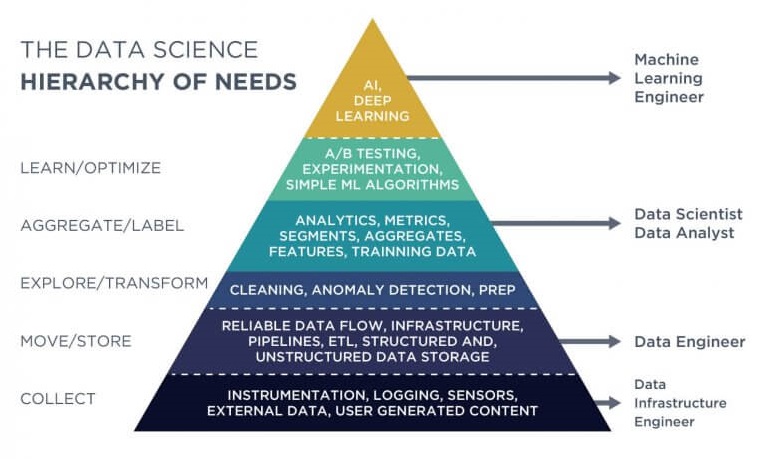 THE DATA SCIENCE
HIERARCHY OF NEEDS
AI,
DEEP
LEARNING
Machine
Learning
Engineer
LEARN/OPTIMIZE
A/B TESTING,
EXPERIMENTATION,
SIMPLE ML ALGORITHMS
AGGREGATE/LABEL
ANALYTICS, METRICS,
SEGMENTS, AGGREGATES,
FEATURES, TRAINNING DATA
Data Scientist
Data Analyst
EXPLORE/TRANSFORM
CLEANING, ANOMALY DETECTION, PREP
MOVE/STORE
RELIABLE DATA FLOW, INFRASTRUCTURE,
PIPELINES, ETL, STRUCTURED AND,
UNSTRUCTURED DATA STORAGE
Data Engineer
COLLECT
INSTRUMENTATION, LOGGING, SENSORS,
EXTERNAL DATA, USER GENERATED CONTENT
Data
Infrastructure
Engineer